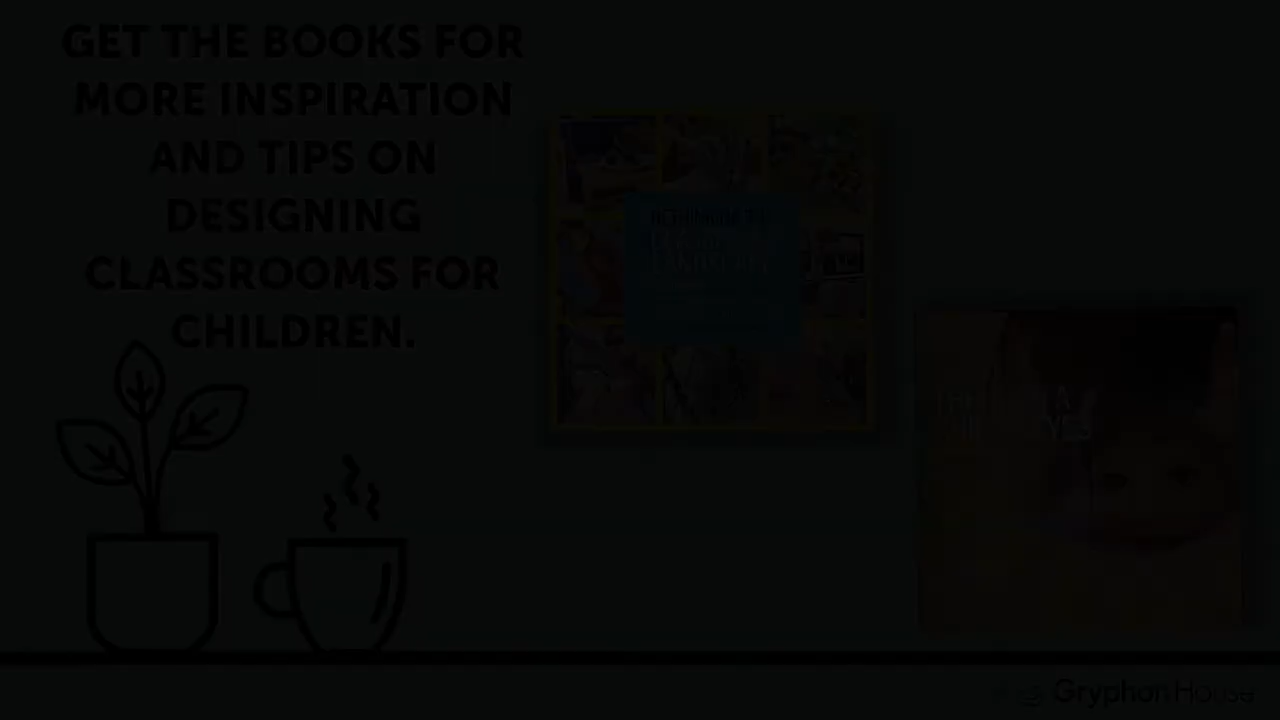 GET THE BOOKS FOR
MORE INSPIRATION
AND TIPS ON
DESIGNING
CLASSROOMS FOR
CHILDREN.
Gryphon House